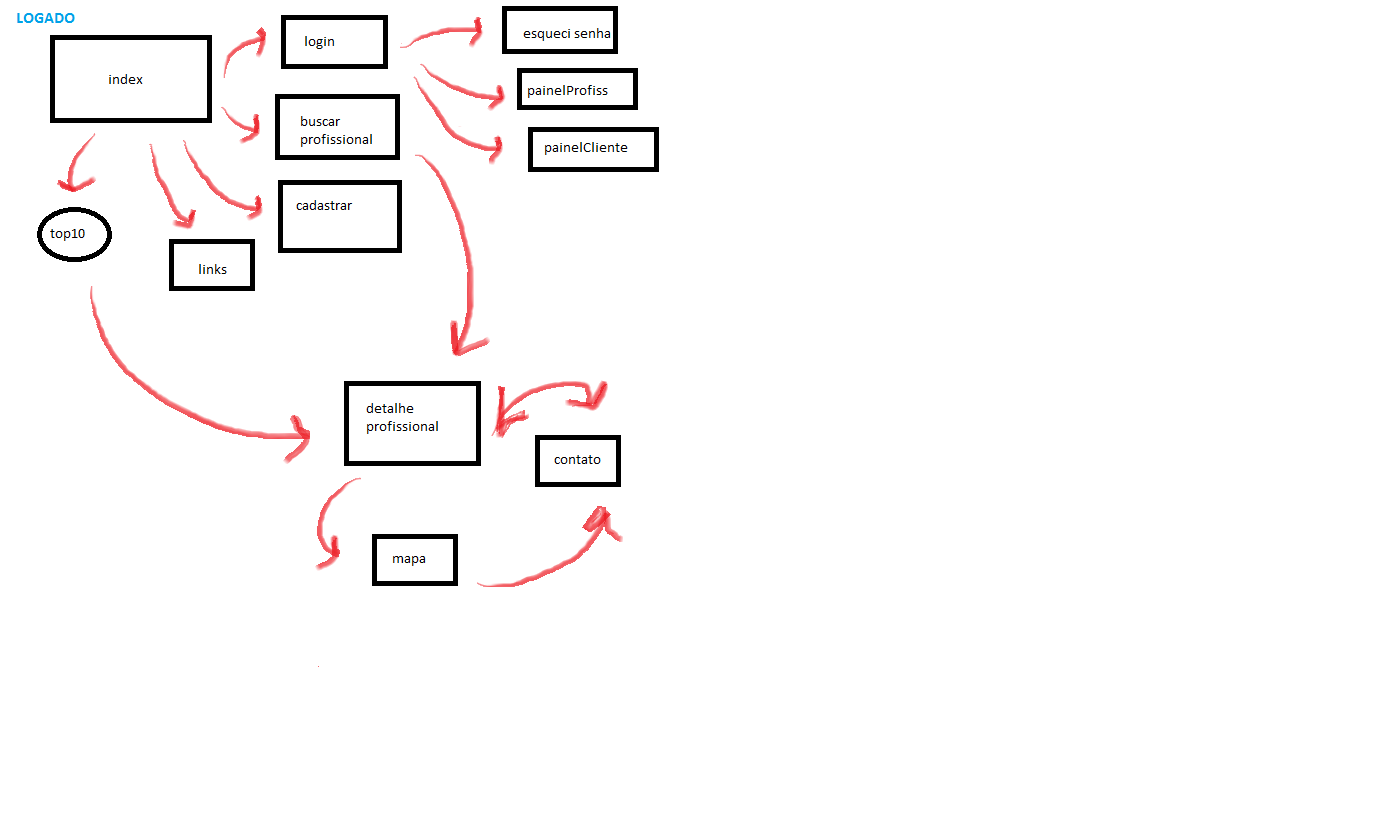 LOGADO
index
login
esqueci senha
painelProfiss
buscar
profissional
painelCliente
cadastrar
top10
links
detalhe
profissional
contato
mapa